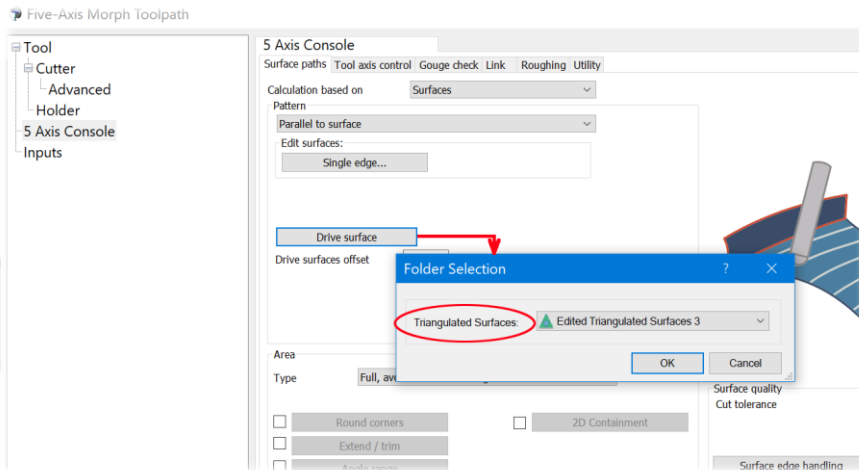 Five-Axis Morph Toolpath
Tool
Cutter
Advanced
Holder
5 Axis Console
Inputs
5 Axis Console
Surface paths Tool axis control Gouge check Link Roughing Utility
Calculation based on Surfaces
Pattern
Parallel to surface
Edit surfaces:
Single edge...
Drive surface
Drive surfaces offset
Folder Selection ? ×
Triangulated Surfaces: Edited Triangulated Surfaces 3
OK Cancel
Area
Type Full, av
Round corners 2D Containment
Extend / trim
Angle range
Surface quality
Cut tolerance
Surface edge handling